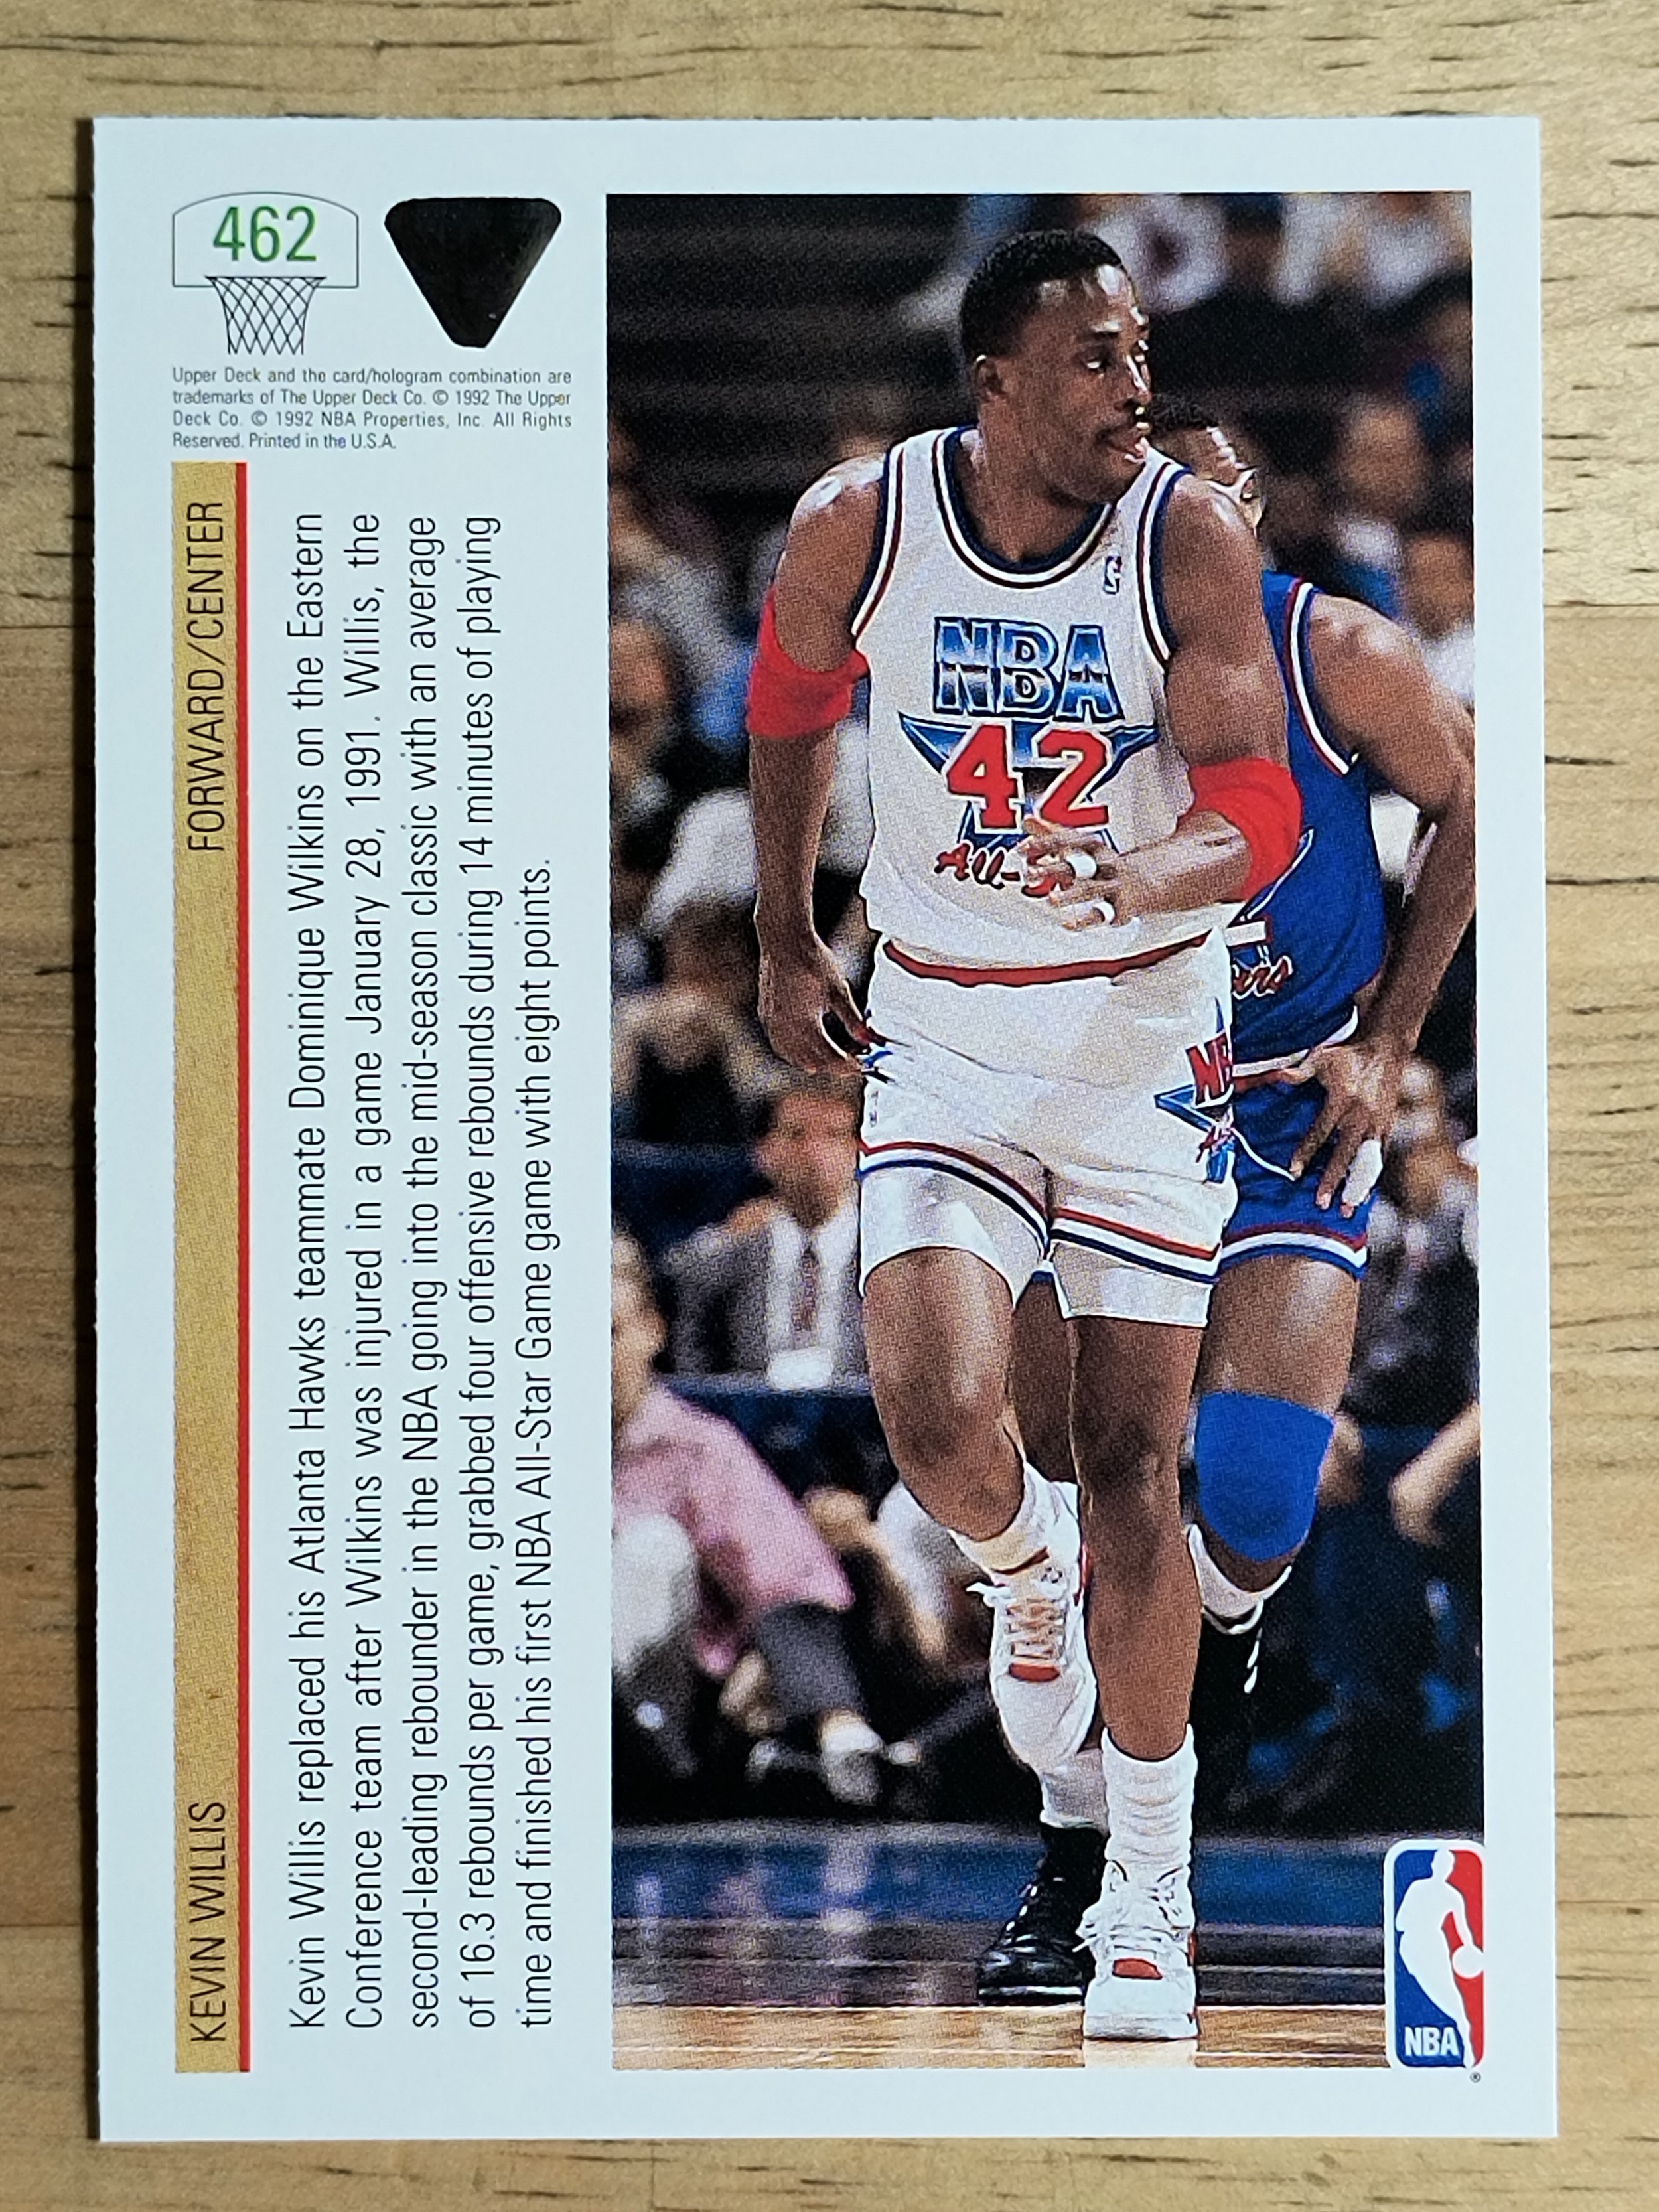 462
Upper Deck and the card/hologram combination are
trademarks of The Upper Deck Co. © 1992 The Upper
Deck Co. © 1992 NBA Properties, Inc. All Rights
Reserved. Printed in the U.S.A.
KEVIN WILLIS FORWARD/CENTER
Kevin Willis replaced his Atlanta Hawks teammate Dominique Wilkins on the Eastern
Conference team after Wilkins was injured in a game January 28, 1991. Willis, the
second-leading rebounder in the NBA going into the mid-season classic with an average
of 16.3 rebounds per game, grabbed four offensive rebounds during 14 minutes of playing
time and finished his first NBA All-Star Game game with eight points.
NBA
42
All-S
NBA
®